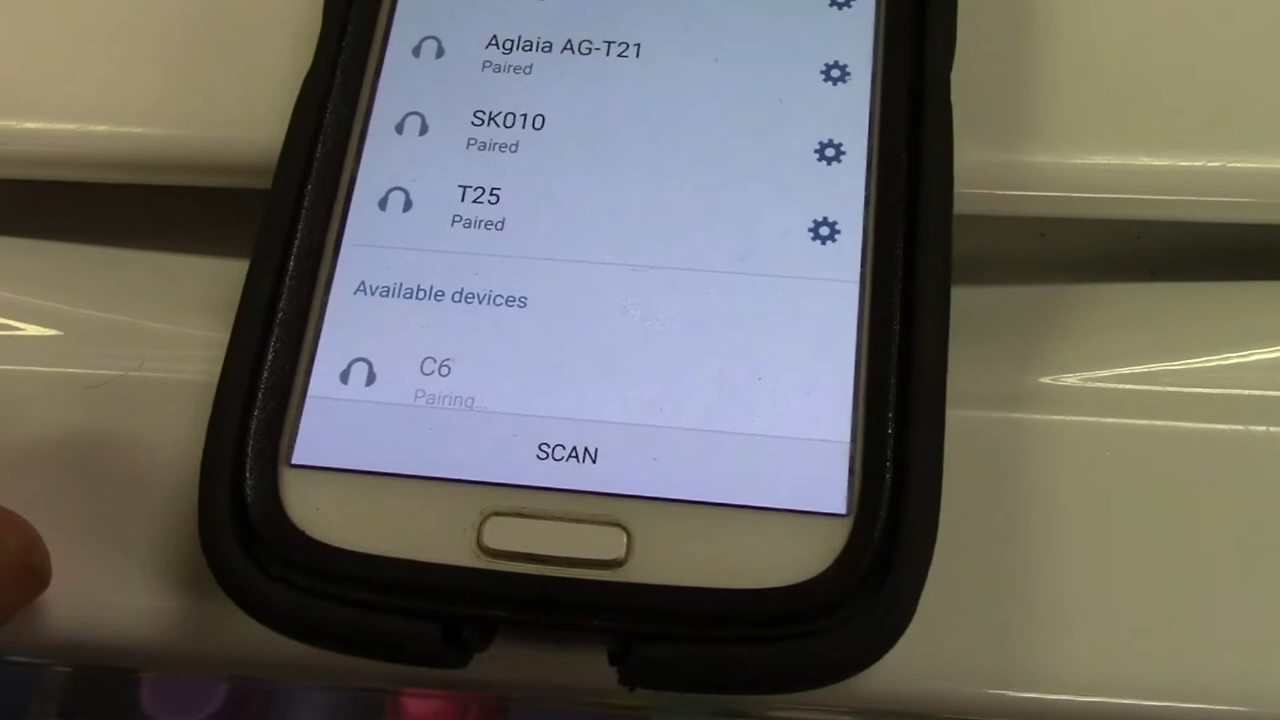 Aglaia AG-T21
Paired
SK010
Paired
T25
Paired
Available devices
C6
Pairing...
SCAN